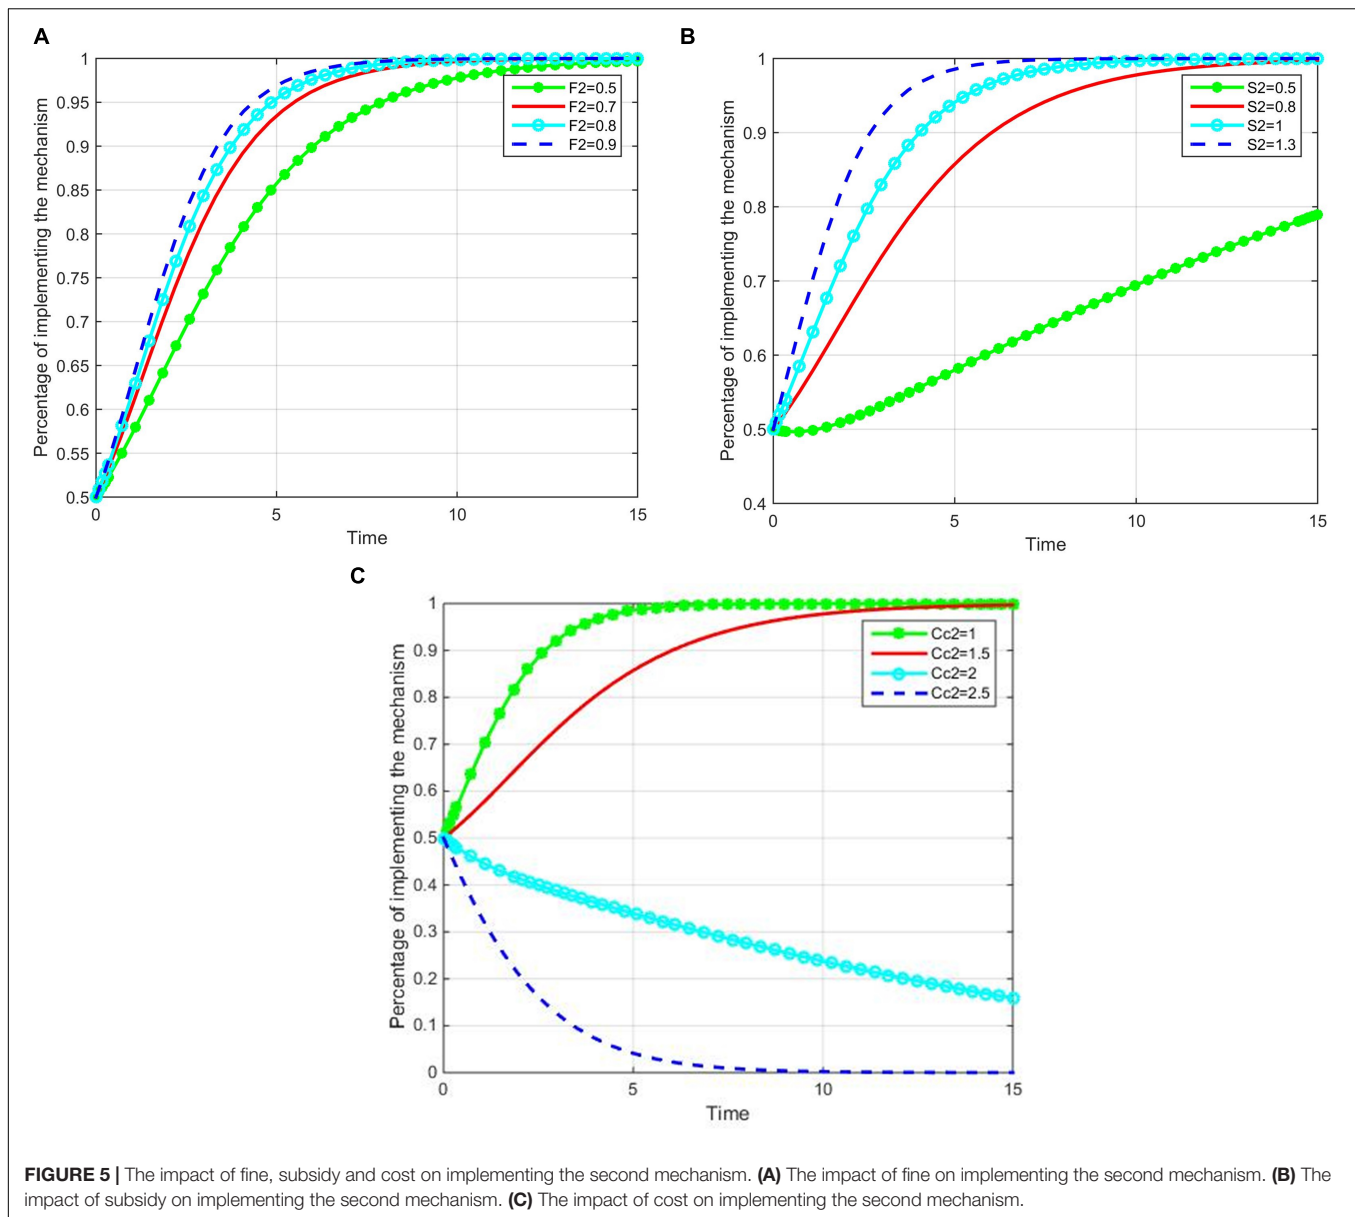 A
1
0.95
0.9
0.85
0.8
0.75
0.7
0.65
0.6
0.55
0.5
0
5
10
15
Percentage of implementing the mechanism
Time
F2=0.5
F2=0.7
F2=0.8
F2=0.9
B
1
0.9
0.8
0.7
0.6
0.5
0.4
0
5
10
15
Percentage of implementing the mechanism
Time
S2=0.5
S2=0.8
S2=1
S2=1.3
C
1
0.9
0.8
0.7
0.6
0.5
0.4
0.3
0.2
0.1
0
0
5
10
15
Percentage of implementing the mechanism
Time
Cc2=1
Cc2=1.5
Cc2=2
Cc2=2.5
FIGURE 5 | The impact of fine, subsidy and cost on implementing the second mechanism. (A) The impact of fine on implementing the second mechanism. (B) The
impact of subsidy on implementing the second mechanism. (C) The impact of cost on implementing the second mechanism.